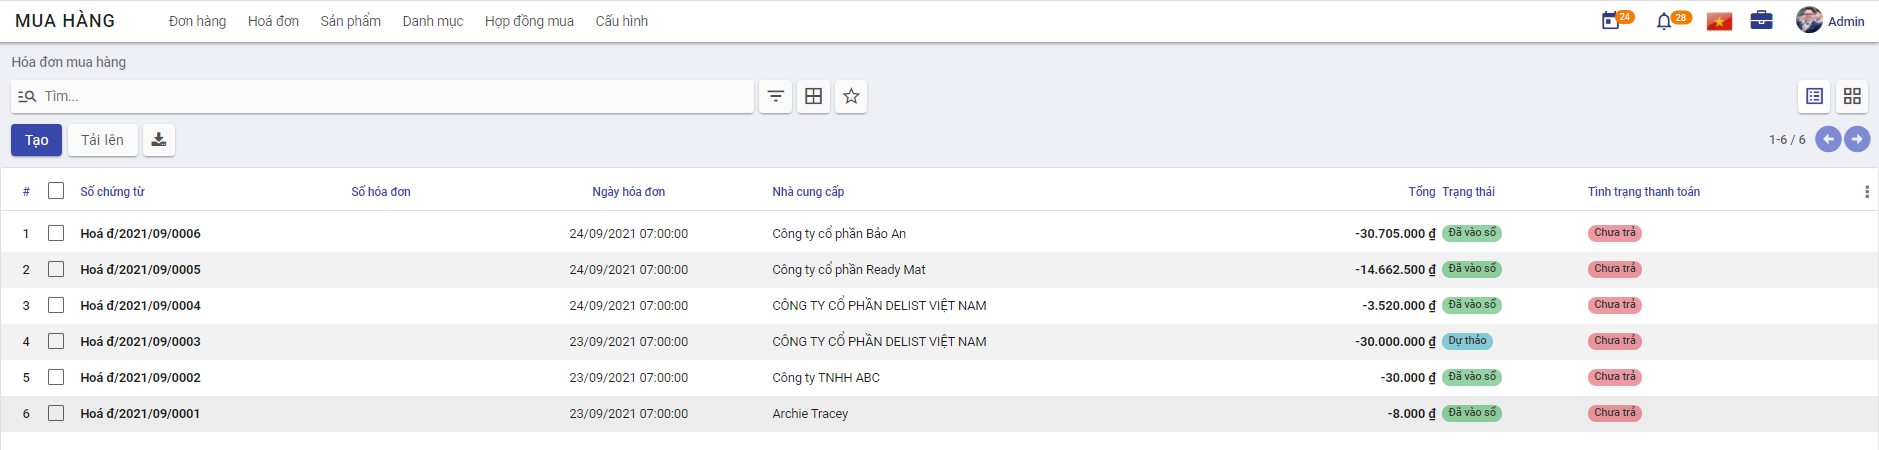 MUA HÀNG Đơn hàng Hoá đơn Sản phẩm Danh mục Hợp đồng mua Cấu hình 24 28 Admin
Hóa đơn mua hàng
Tìm...
Tạo Tải lên 1-6 / 6
# Số chứng từ Số hóa đơn Ngày hóa đơn Nhà cung cấp Tổng Trạng thái Tình trạng thanh toán
1 Hoá đ/2021/09/0006 24/09/2021 07:00:00 Công ty cổ phần Bảo An -30.705.000 ₫ Đã vào sổ Chưa trả
2 Hoá đ/2021/09/0005 24/09/2021 07:00:00 Công ty cổ phần Ready Mat -14.662.500 ₫ Đã vào sổ Chưa trả
3 Hoá đ/2021/09/0004 24/09/2021 07:00:00 CÔNG TY CỔ PHẦN DELIST VIỆT NAM -3.520.000 ₫ Đã vào sổ Chưa trả
4 Hoá đ/2021/09/0003 23/09/2021 07:00:00 CÔNG TY CỔ PHẦN DELIST VIỆT NAM -30.000.000 ₫ Dự thảo Chưa trả
5 Hoá đ/2021/09/0002 23/09/2021 07:00:00 Công ty TNHH ABC -30.000 ₫ Đã vào sổ Chưa trả
6 Hoá đ/2021/09/0001 23/09/2021 07:00:00 Archie Tracey -8.000 ₫ Đã vào sổ Chưa trả